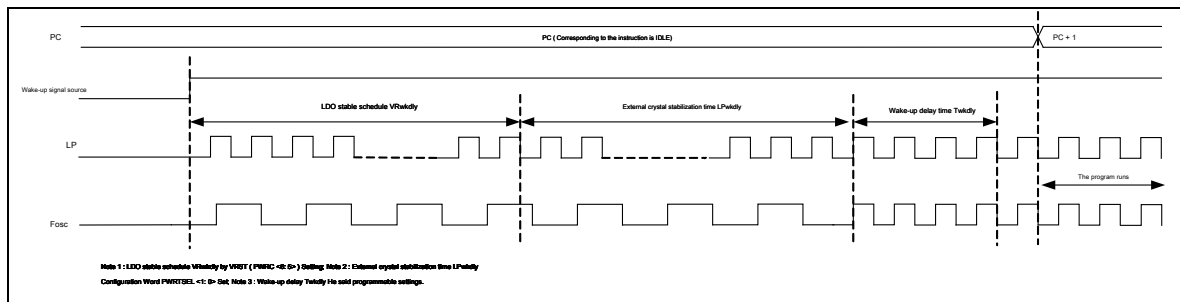 PC
PC ( Corresponding to the instruction is IDLE)
PC + 1
Wake-up signal source
LDO stable schedule VRwkdly
External crystal stabilization time LPwkdly
Wake-up delay time Twkdly
LP
The program runs
Fosc
Note 1 : LDO stable schedule VRwkdly by VRST ( PWRC <8: 6> ) Setting; Note 2 : External crystal stabilization time LPwkdly
Configuration Word PWRTSEL <1: 0> Set; Note 3 : Wake-up delay Twkdly He said programmable settings.